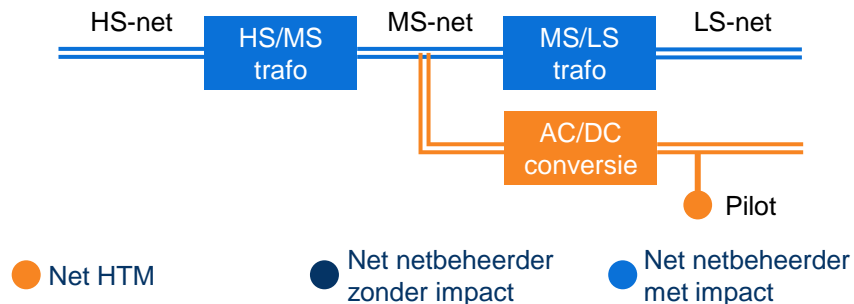 HS-net
MS-net
LS-net
HS/MS
trafo
MS/LS
trafo
AC/DC
conversie
Pilot
Net HTM
Net netbeheerder
zonder impact
Net netbeheerder
met impact